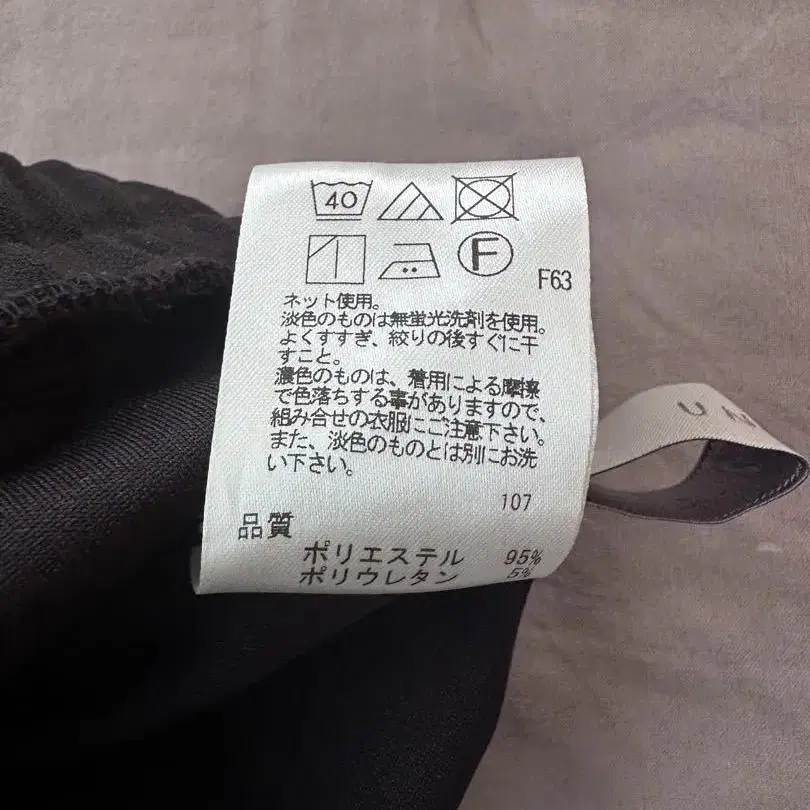 40
F
F63
ネット使用。
淡色のものは無蛍光洗剤を使用。
よくすすぎ、絞りの後すぐに干
すこと。
濃色のものは、着用による摩擦
で色落ちする事がありますので、
組み合せの衣服にご注意下さい。
また、淡色のものとは別にお洗
い下さい。
107
品質
ポリエステル 95%
ポリウレタン 5%
U N